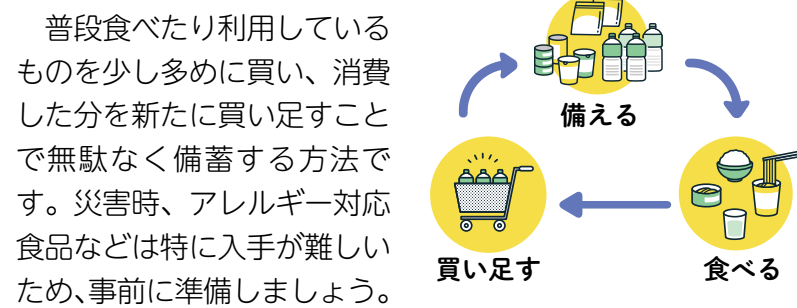 普段食べたり利用している
ものを少し多めに買い、消費
した分を新たに買い足すこと
で無駄なく備蓄する方法で
す。災害時、アレルギー対応
食品などは特に入手が難しい
ため、事前に準備しましょう。
備える
買い足す
食べる